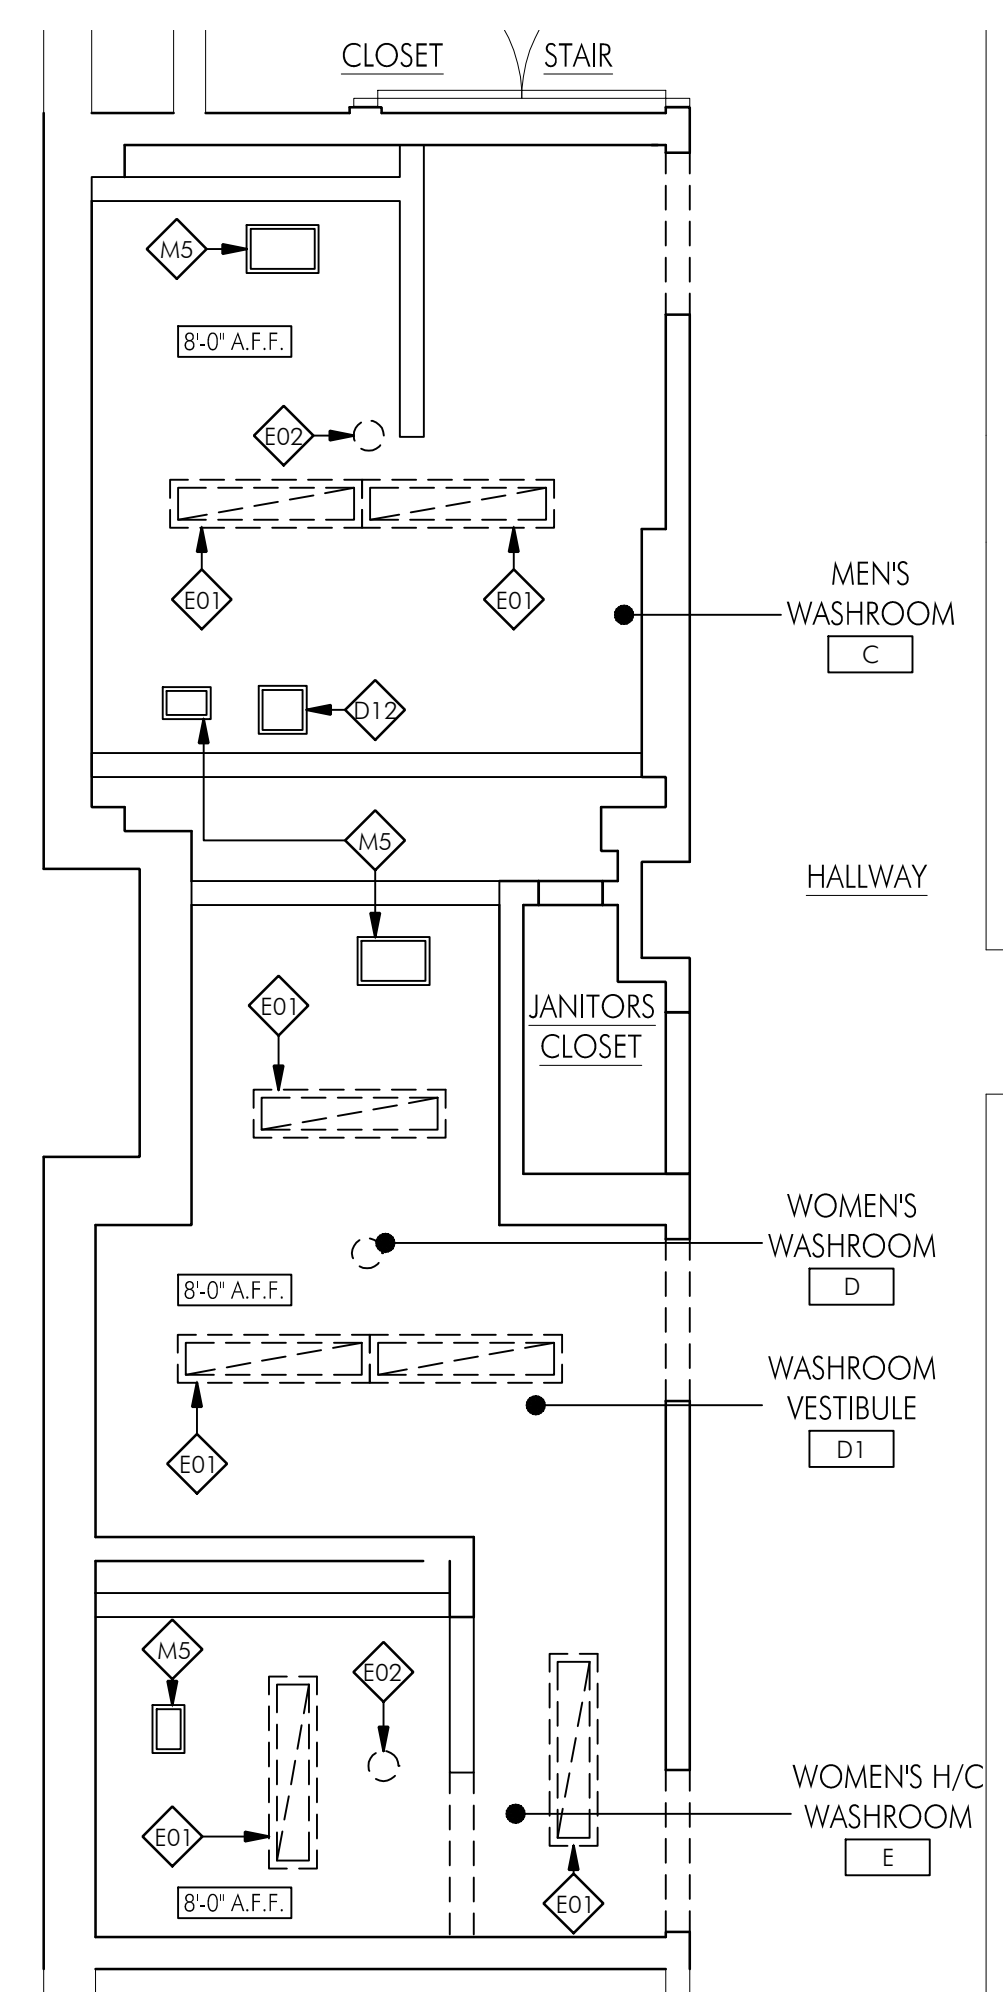 CLOSET
STAIR
M5
8'-0" A.F.F.
E02
E01
E01
MEN'S
WASHROOM
C
D12
M5
HALLWAY
E01
JANITORS
CLOSET
WOMEN'S
WASHROOM
D
8'-0" A.F.F.
WASHROOM
VESTIBULE
D1
E01
M5
E02
WOMEN'S H/C
WASHROOM
E
E01
8'-0" A.F.F.
E01